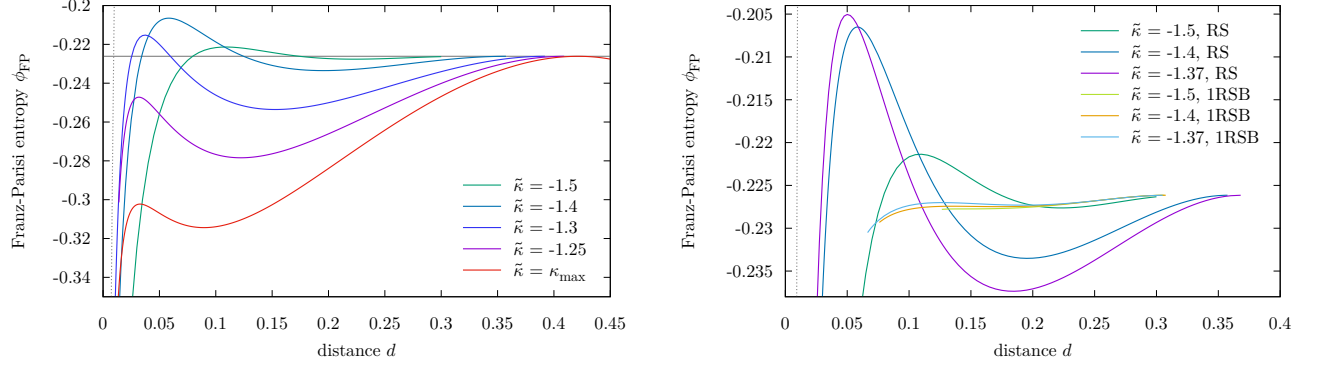 -0.2
-0.22
-0.24
-0.26
-0.28
-0.3
-0.32
-0.34
Franz-Parisi entropy ϕ_FP
κ̃ = -1.5
κ̃ = -1.4
κ̃ = -1.3
κ̃ = -1.25
κ̃ = κ_max
0 0.05 0.1 0.15 0.2 0.25 0.3 0.35 0.4 0.45
distance d
-0.205
-0.21
-0.215
-0.22
-0.225
-0.23
-0.235
Franz-Parisi entropy ϕ_FP
κ̃ = -1.5, RS
κ̃ = -1.4, RS
κ̃ = -1.37, RS
κ̃ = -1.5, 1RSB
κ̃ = -1.4, 1RSB
κ̃ = -1.37, 1RSB
0 0.05 0.1 0.15 0.2 0.25 0.3 0.35 0.4
distance d